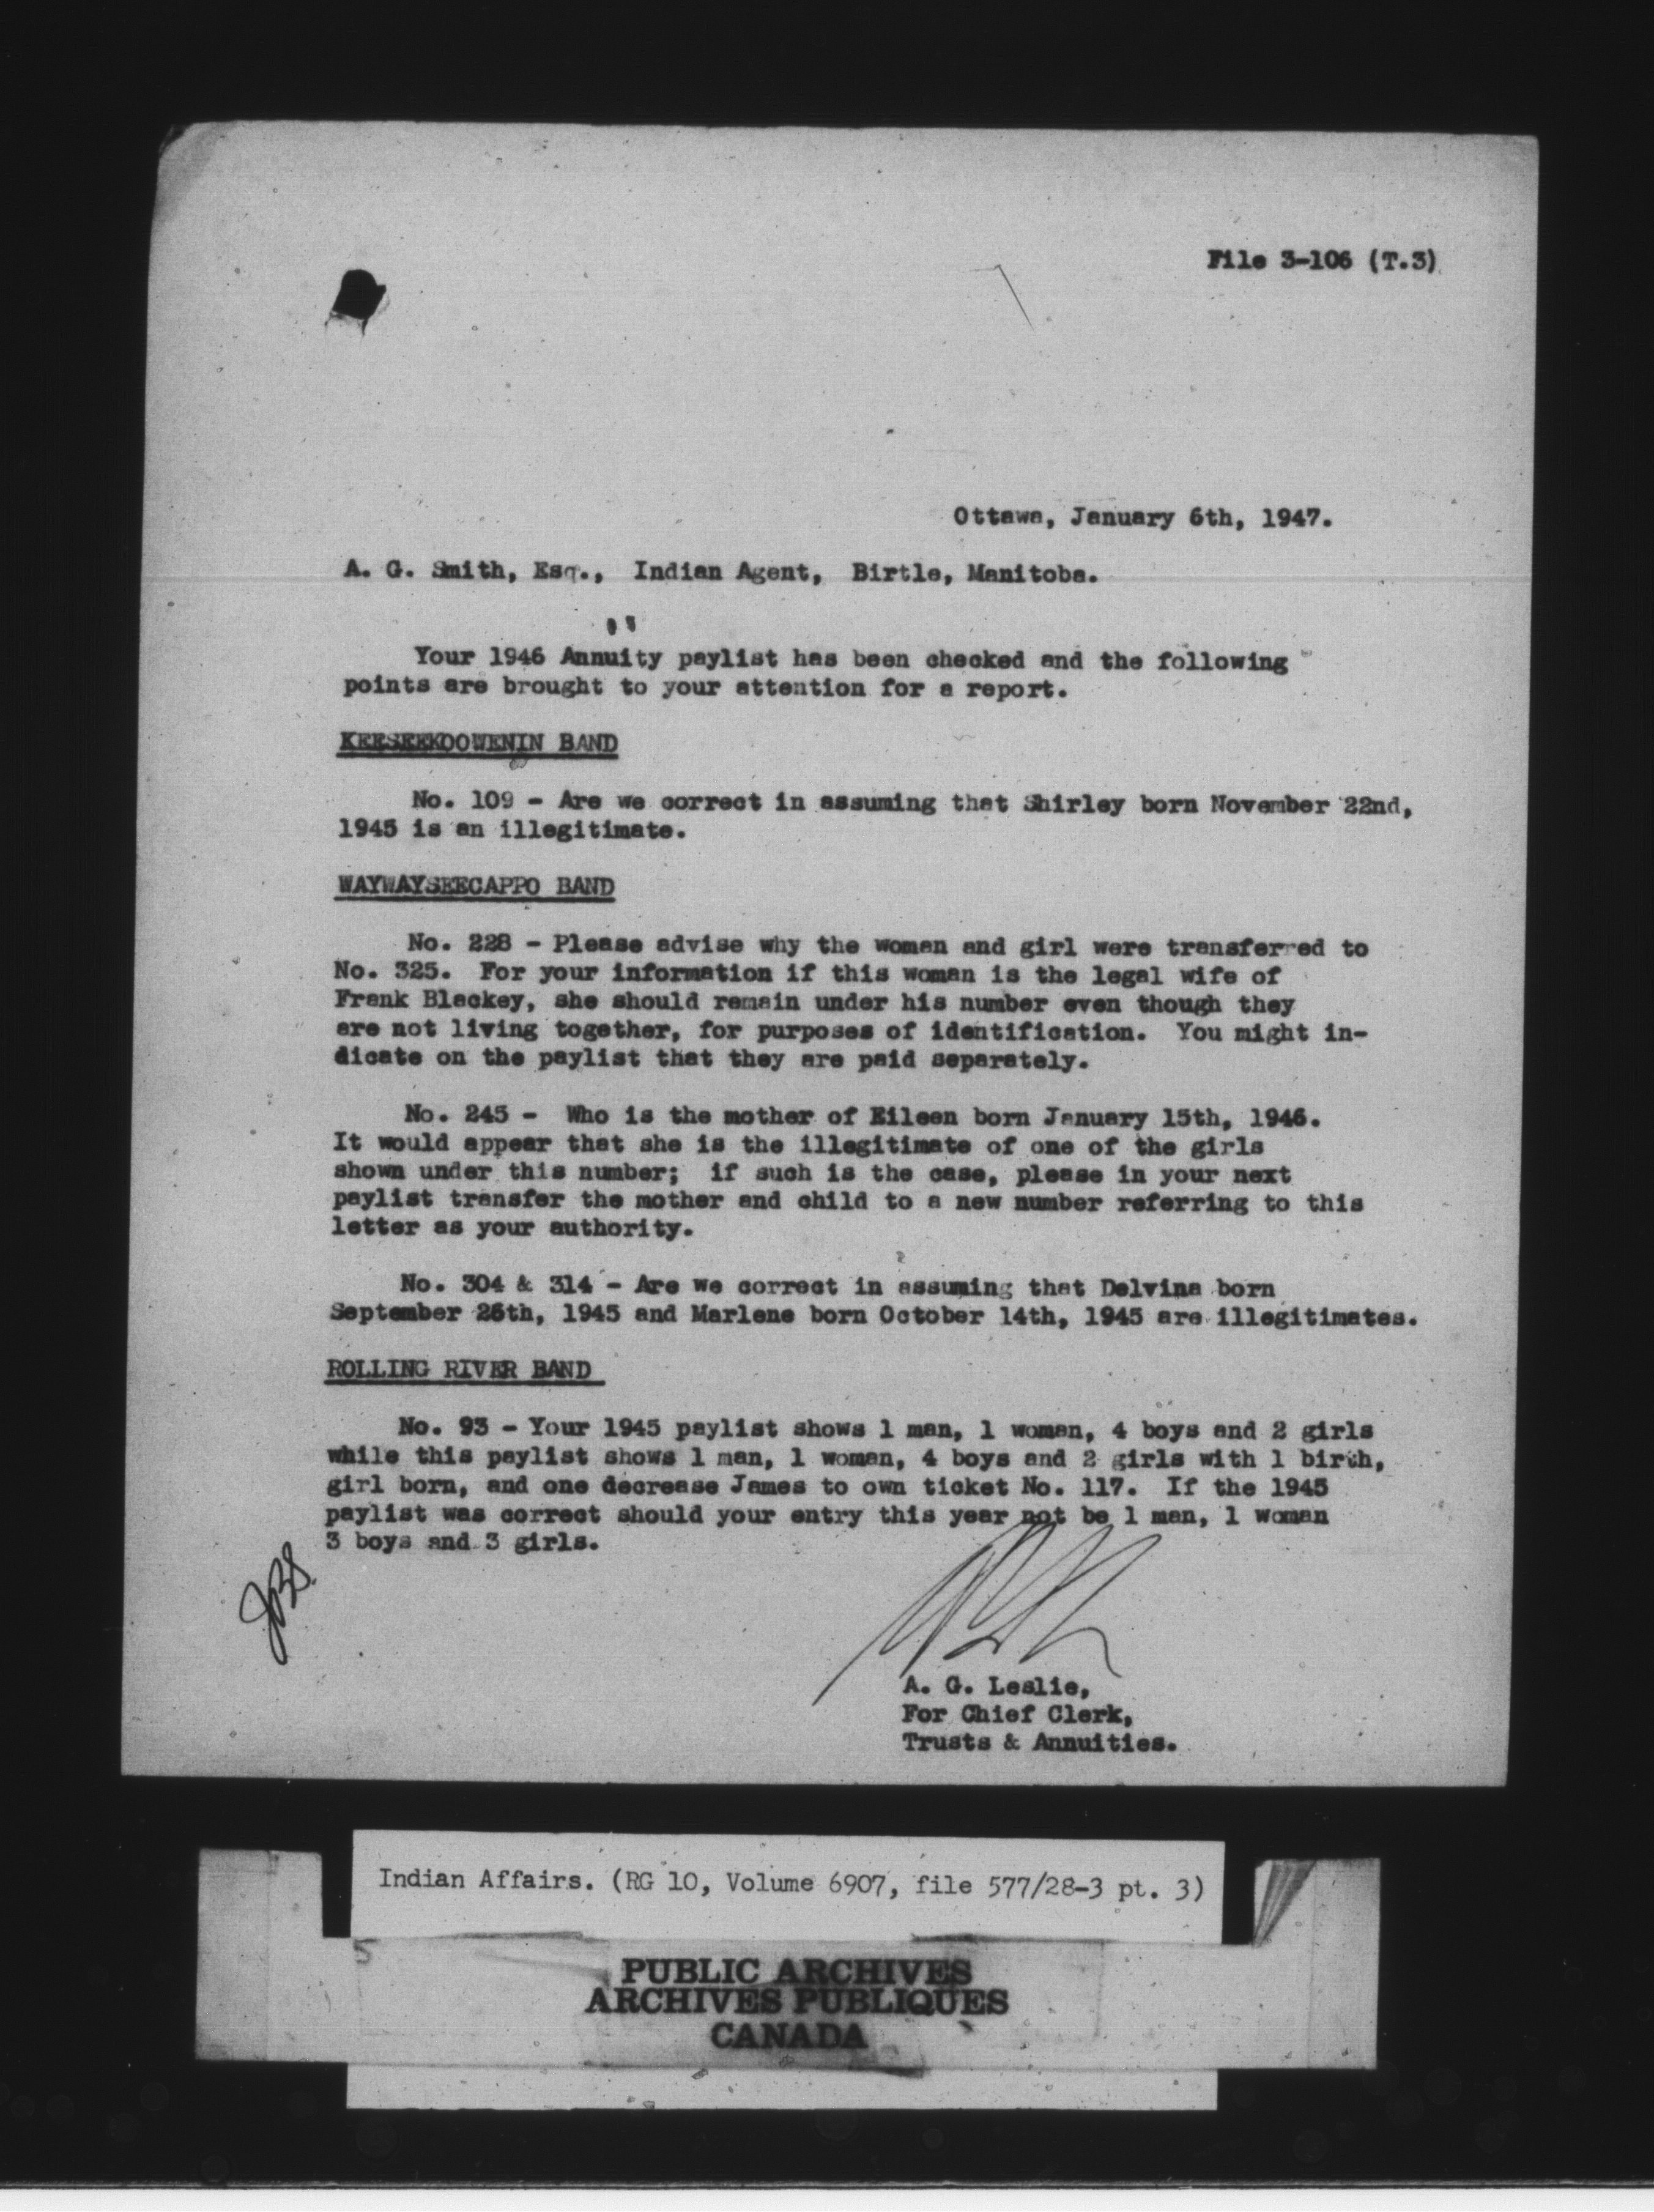 File 3-106 (T.3)
Ottawa, January 6th, 1947.
A. G. Smith, Esq., Indian Agent, Birtle, Manitoba.
Your 1946 Annuity paylist has been checked and the following
points are brought to your attention for a report.
KEESEEKOOWENIN BAND
No. 109 - Are we correct in assuming that Shirley born November 22nd,
1945 is an illegitimate.
WAYWAYSEECAPPO BAND
No. 228 - Please advise why the woman and girl were transferred to
No. 325. For your information if this woman is the legal wife of
Frank Blackey, she should remain under his number even though they
are not living together, for purposes of identification. You might in-
dicate on the paylist that they are paid separately.
No. 245 - Who is the mother of Eileen born January 15th, 1946.
It would appear that she is the illegitimate of one of the girls
shown under this number; if such is the case, please in your next
paylist transfer the mother and child to a new number referring to this
letter as your authority.
No. 304 & 314 - Are we correct in assuming that Delvina born
September 26th, 1945 and Marlene born October 14th, 1945 are illegitimates.
ROLLING RIVER BAND
No. 93 - Your 1945 paylist shows 1 man, 1 woman, 4 boys and 2 girls
while this paylist shows 1 man, 1 woman, 4 boys and 2 girls with 1 birth,
girl born, and one decrease James to own ticket No. 117. If the 1945
paylist was correct should your entry this year not be 1 man, 1 woman
3 boys and 3 girls.
A. G. Leslie,
For Chief Clerk,
Trusts & Annuities.
Indian Affairs. (RG 10, Volume 6907, file 577/28-3 pt. 3)
PUBLIC ARCHIVES
ARCHIVES PUBLIQUES
CANADA